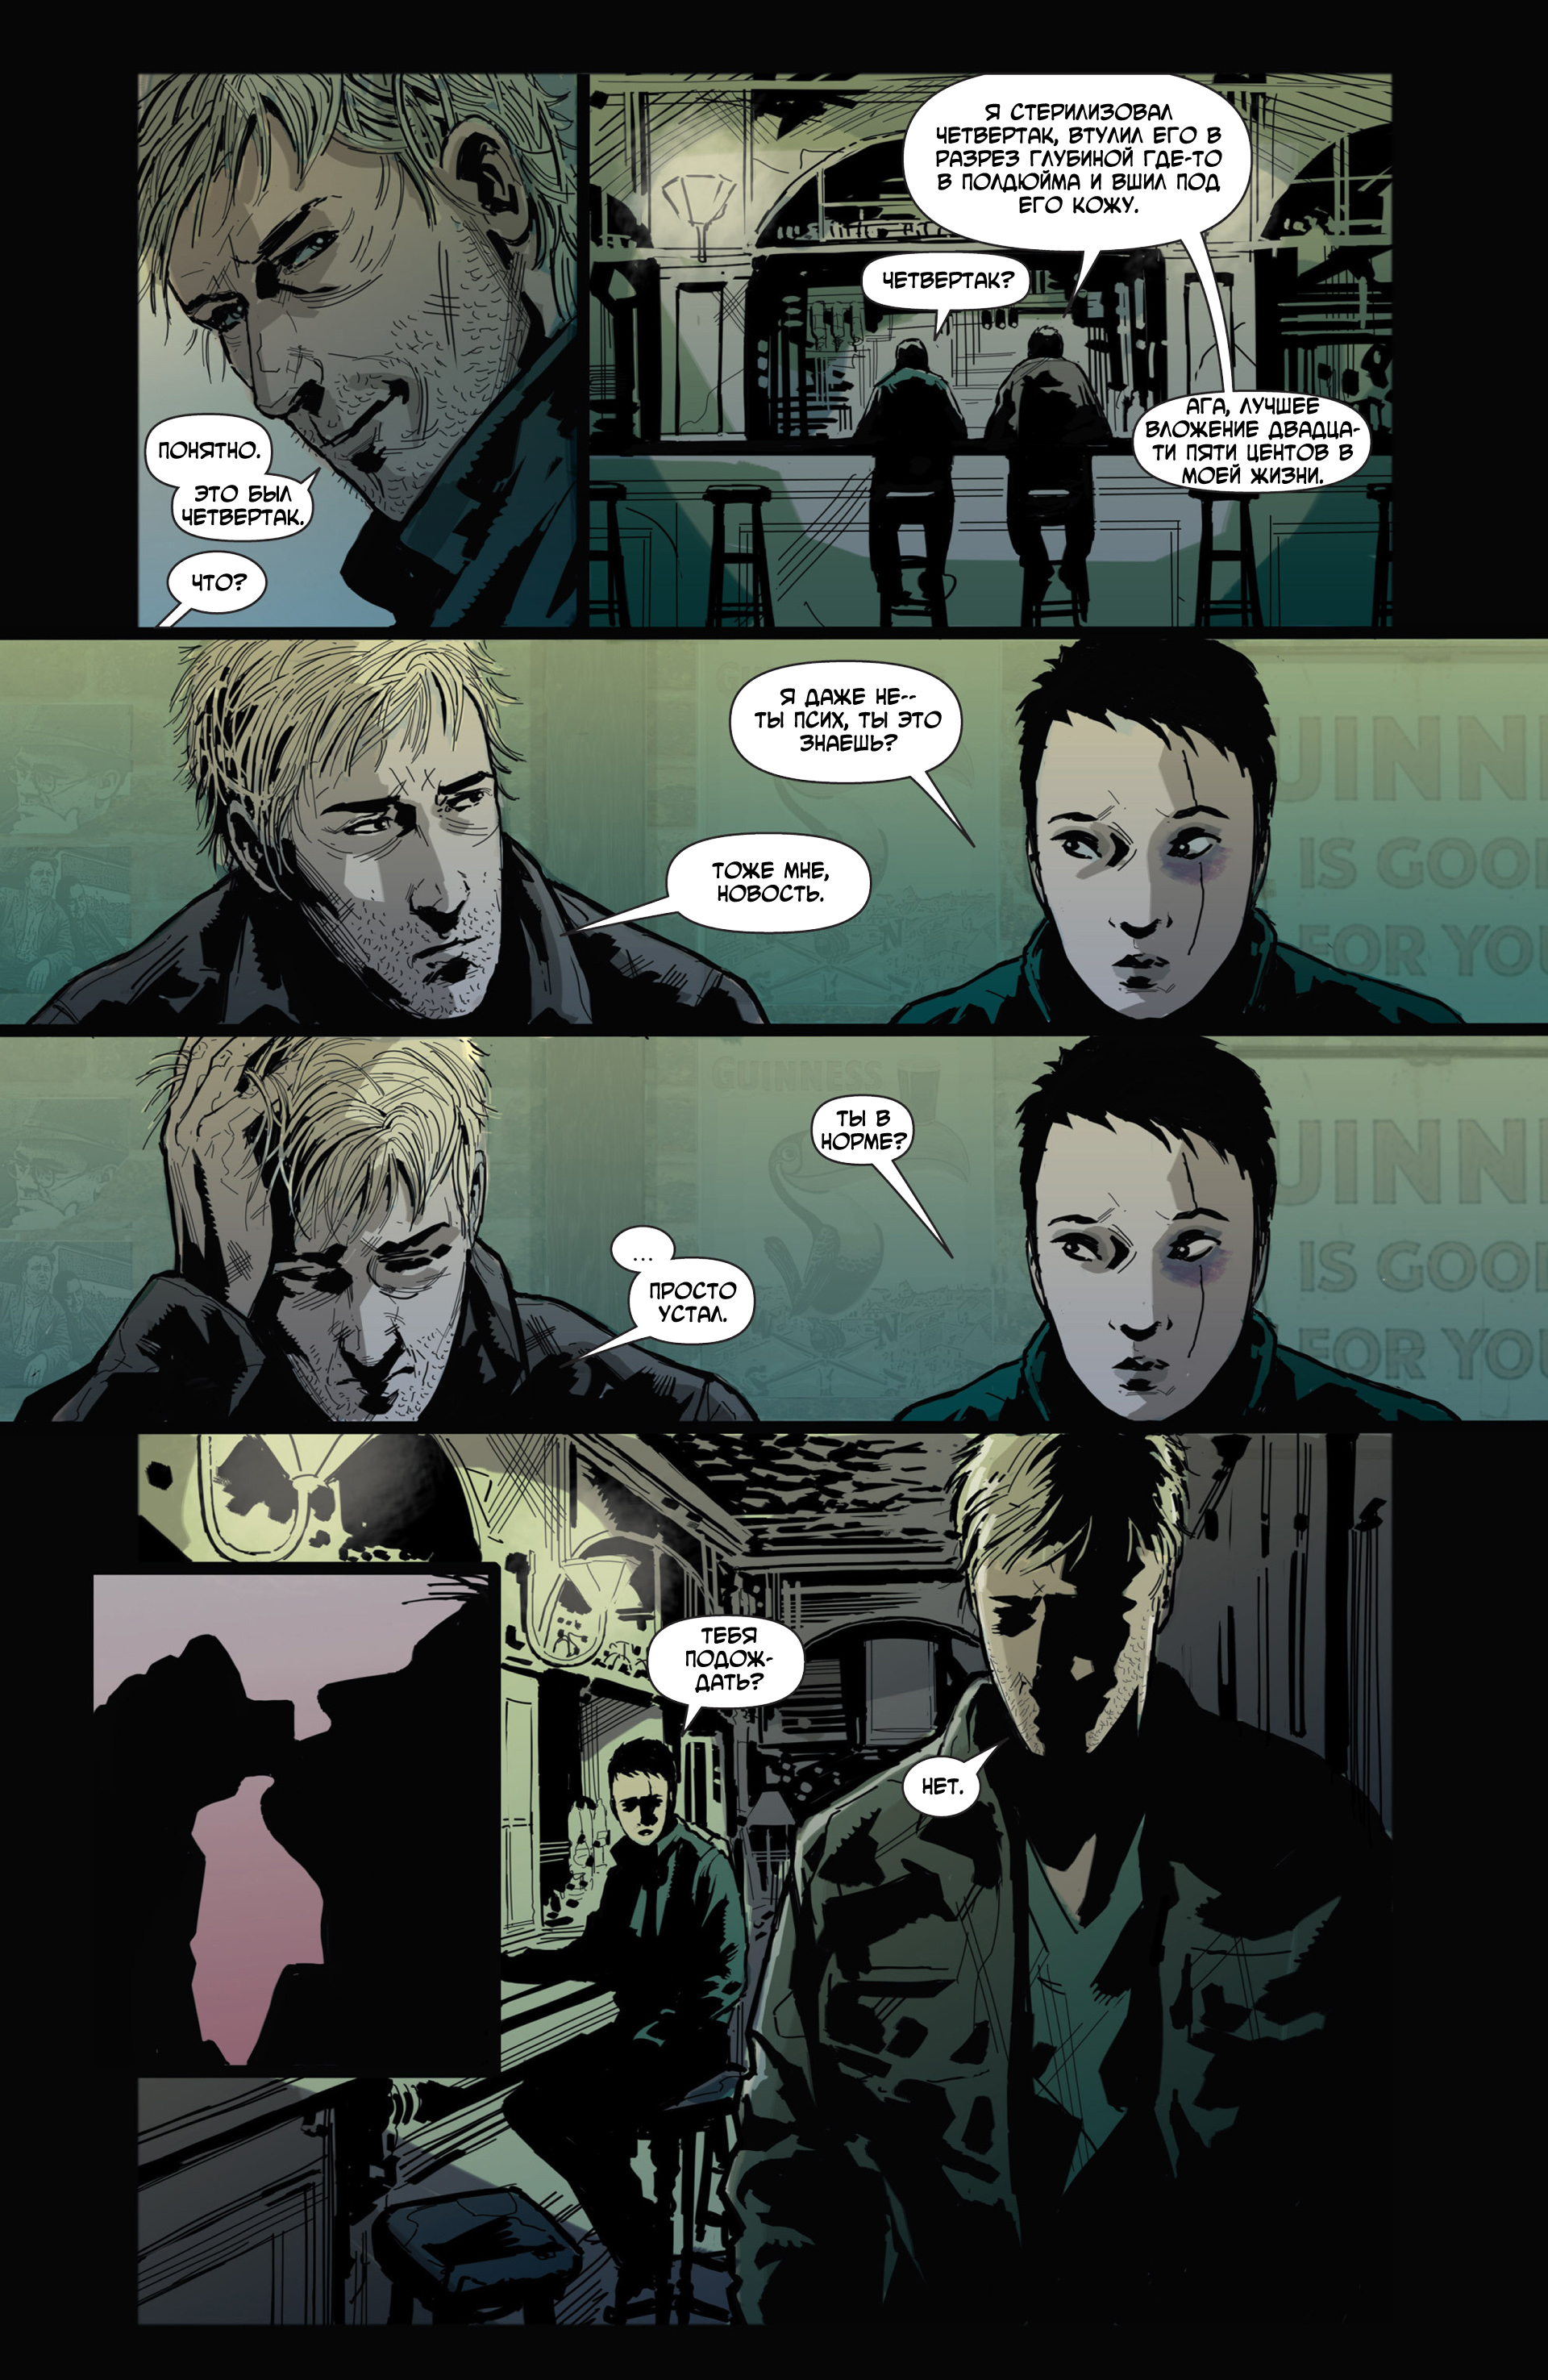 ПОНЯТНО.
ЭТО БЫЛ
ЧЕТВЕРТАК.
ЧТО?
Я СТЕРИЛИЗОВАЛ
ЧЕТВЕРТАК, ВТУЛИЛ ЕГО В
РАЗРЕЗ ГЛУБИНОЙ ГДЕ-ТО
В ПОЛДЮЙМА И ВШИЛ ПОД
ЕГО КОЖУ.
ЧЕТВЕРТАК?
АГА, ЛУЧШЕЕ
ВЛОЖЕНИЕ ДВАДЦА-
ТИ ПЯТИ ЦЕНТОВ В
МОЕЙ ЖИЗНИ.
Я ДАЖЕ НЕ--
ТЫ ПСИХ, ТЫ ЭТО
ЗНАЕШЬ?
ТОЖЕ МНЕ,
НОВОСТЬ.
GUIN
UINN
IS GOO
FOR YO
ТЫ В
НОРМЕ?
...
ПРОСТО
УСТАЛ.
GUINNESS
UINN
IS GOO
FOR YO
ТЕБЯ
ПОДОЖ-
ДАТЬ?
НЕТ.